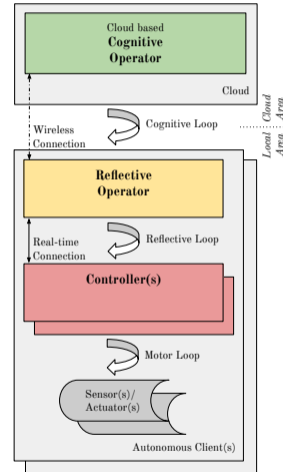 Cloud based
Cognitive
Operator
Cloud
Cognitive Loop
Wireless
Connection
Cloud
Area
Local
Area
Reflective
Operator
Real-time
Connection
Reflective Loop
Controller(s)
Motor Loop
Sensor(s)/
Actuator(s)
Autonomous Client(s)